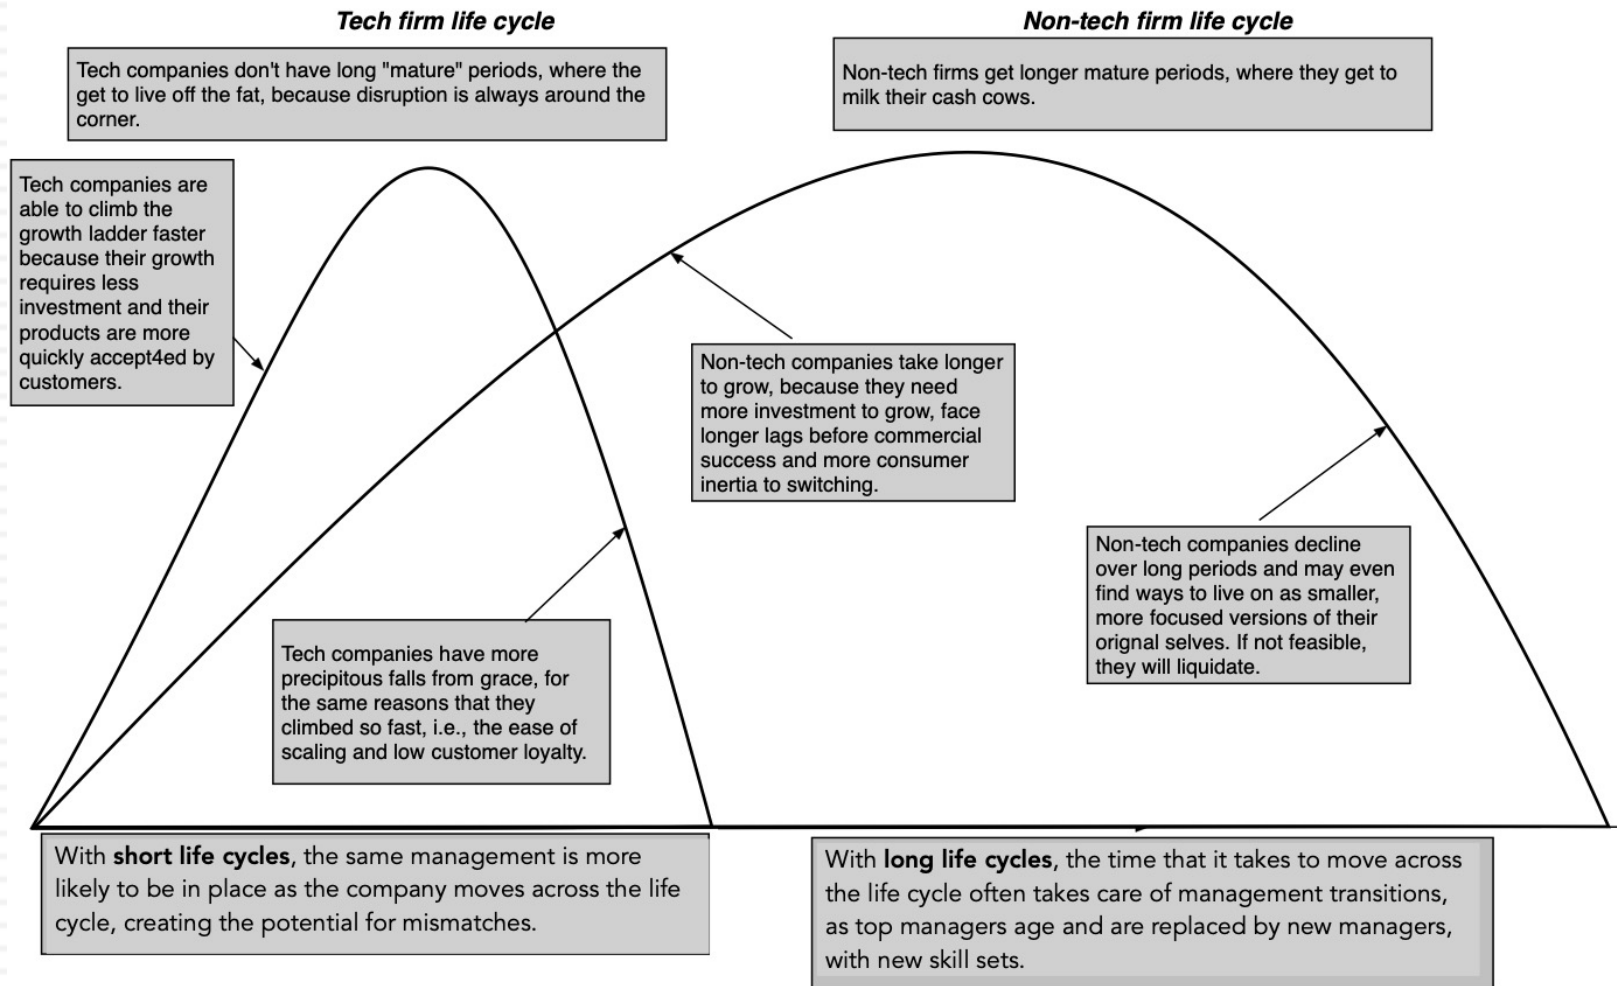 Tech firm life cycle
Non-tech firm life cycle
Tech companies don't have long "mature" periods, where the
get to live off the fat, because disruption is always around the
corner.
Non-tech firms get longer mature periods, where they get to
milk their cash cows.
Tech companies are
able to climb the
growth ladder faster
because their growth
requires less
investment and their
products are more
quickly accept4ed by
customers.
Non-tech companies take longer
to grow, because they need
more investment to grow, face
longer lags before commercial
success and more consumer
inertia to switching.
Non-tech companies decline
over long periods and may even
find ways to live on as smaller,
more focused versions of their
orignal selves. If not feasible,
they will liquidate.
Tech companies have more
precipitous falls from grace, for
the same reasons that they
climbed so fast, i.e., the ease of
scaling and low customer loyalty.
With short life cycles, the same management is more
likely to be in place as the company moves across the life
cycle, creating the potential for mismatches.
With long life cycles, the time that it takes to move across
the life cycle often takes care of management transitions,
as top managers age and are replaced by new managers,
with new skill sets.